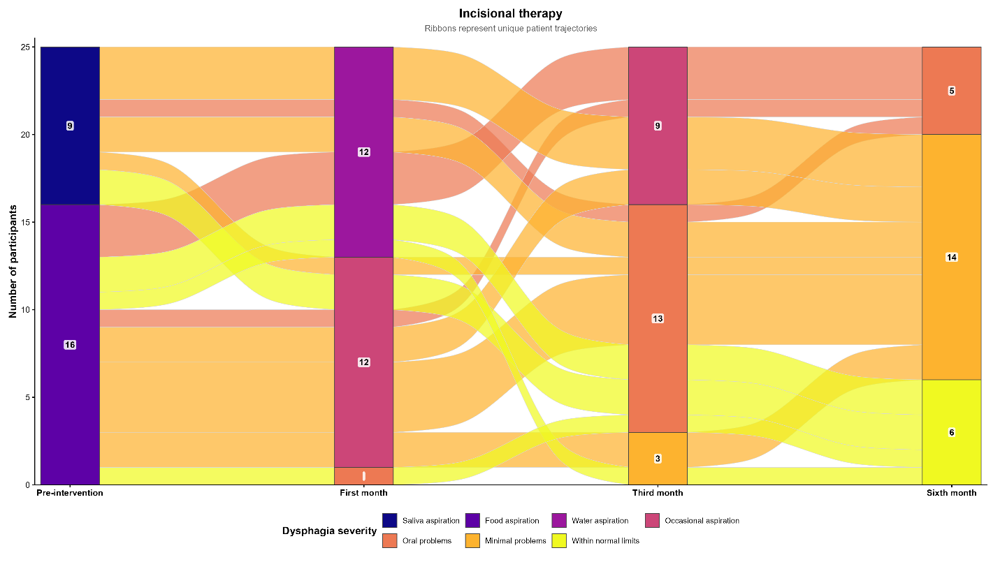 Incisional therapy
Ribbons represent unique patient trajectories
Number of participants
25
20
15
10
5
0
9
16
12
12
9
13
3
5
14
6
Pre-intervention
First month
Third month
Sixth month
Dysphagia severity
Saliva aspiration
Food aspiration
Water aspiration
Occasional aspiration
Oral problems
Minimal problems
Within normal limits